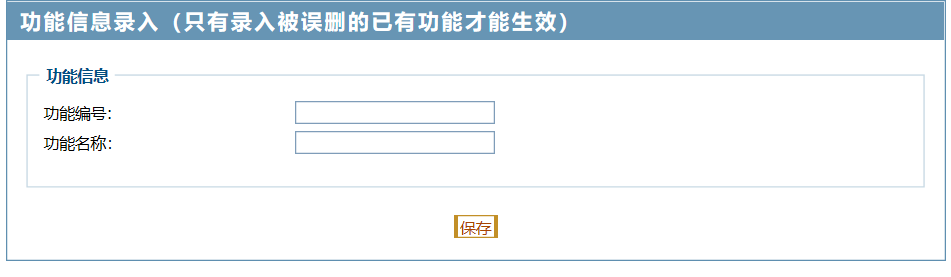 功能信息录入（只有录入被误删的已有功能才能生效）
功能信息
功能编号：
功能名称：
保存